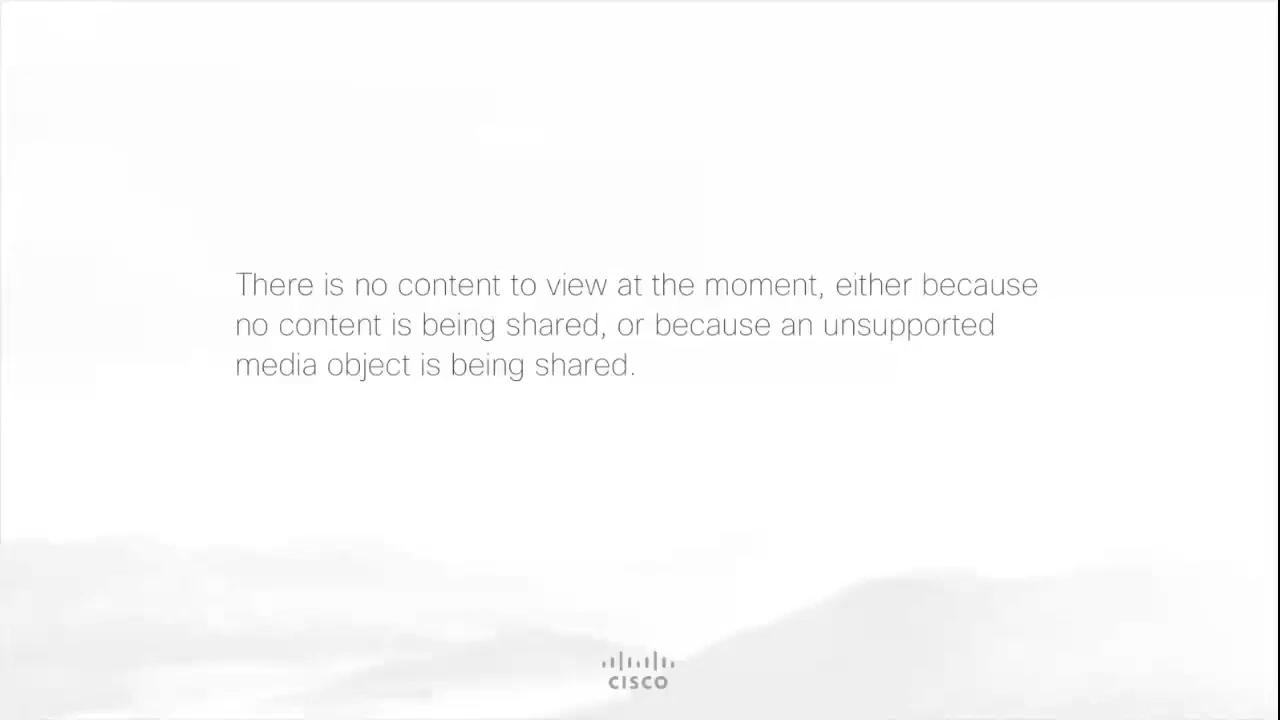 There is no content to view at the moment, either because
no content is being shared, or because an unsupported
media object is being shared.
CISCO